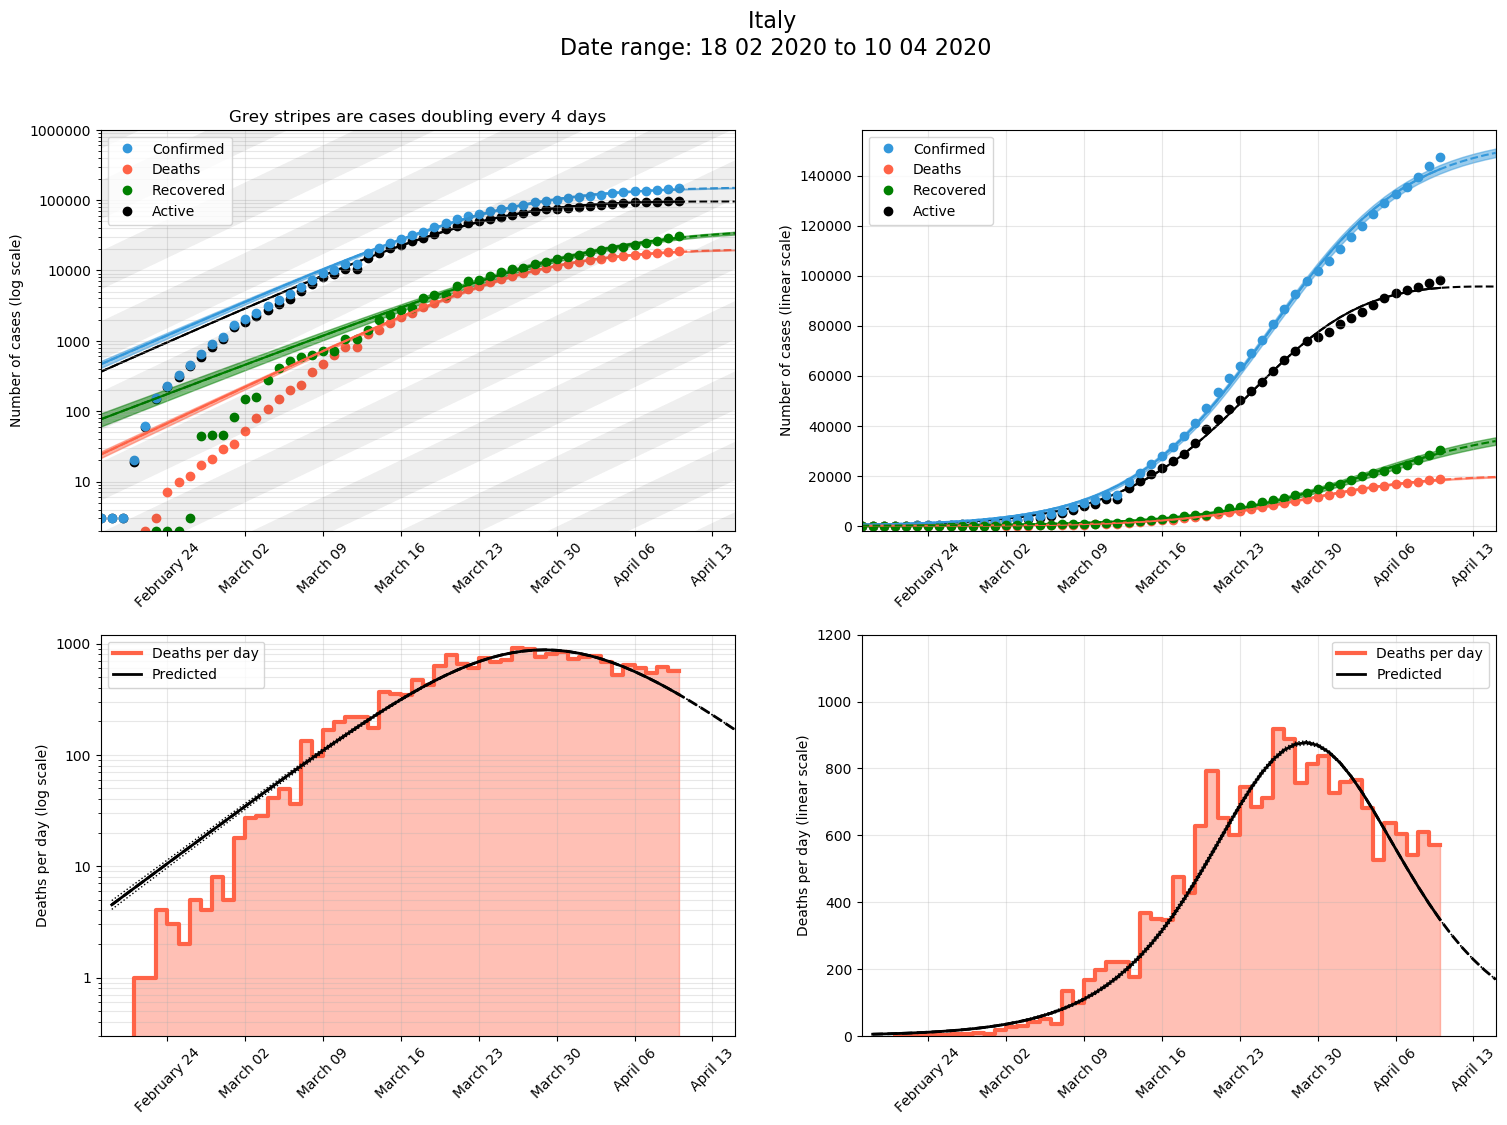 Italy
Date range: 18 02 2020 to 10 04 2020
Grey stripes are cases doubling every 4 days
Number of cases (log scale)
1000000
100000
10000
1000
100
10
Confirmed
Deaths
Recovered
Active
February 24
March 02
March 09
March 16
March 23
March 30
April 06
April 13
Number of cases (linear scale)
140000
120000
100000
80000
60000
40000
20000
0
Confirmed
Deaths
Recovered
Active
February 24
March 02
March 09
March 16
March 23
March 30
April 06
April 13
Deaths per day (log scale)
1000
100
10
1
Deaths per day
Predicted
February 24
March 02
March 09
March 16
March 23
March 30
April 06
April 13
Deaths per day (linear scale)
1200
1000
800
600
400
200
0
Deaths per day
Predicted
February 24
March 02
March 09
March 16
March 23
March 30
April 06
April 13